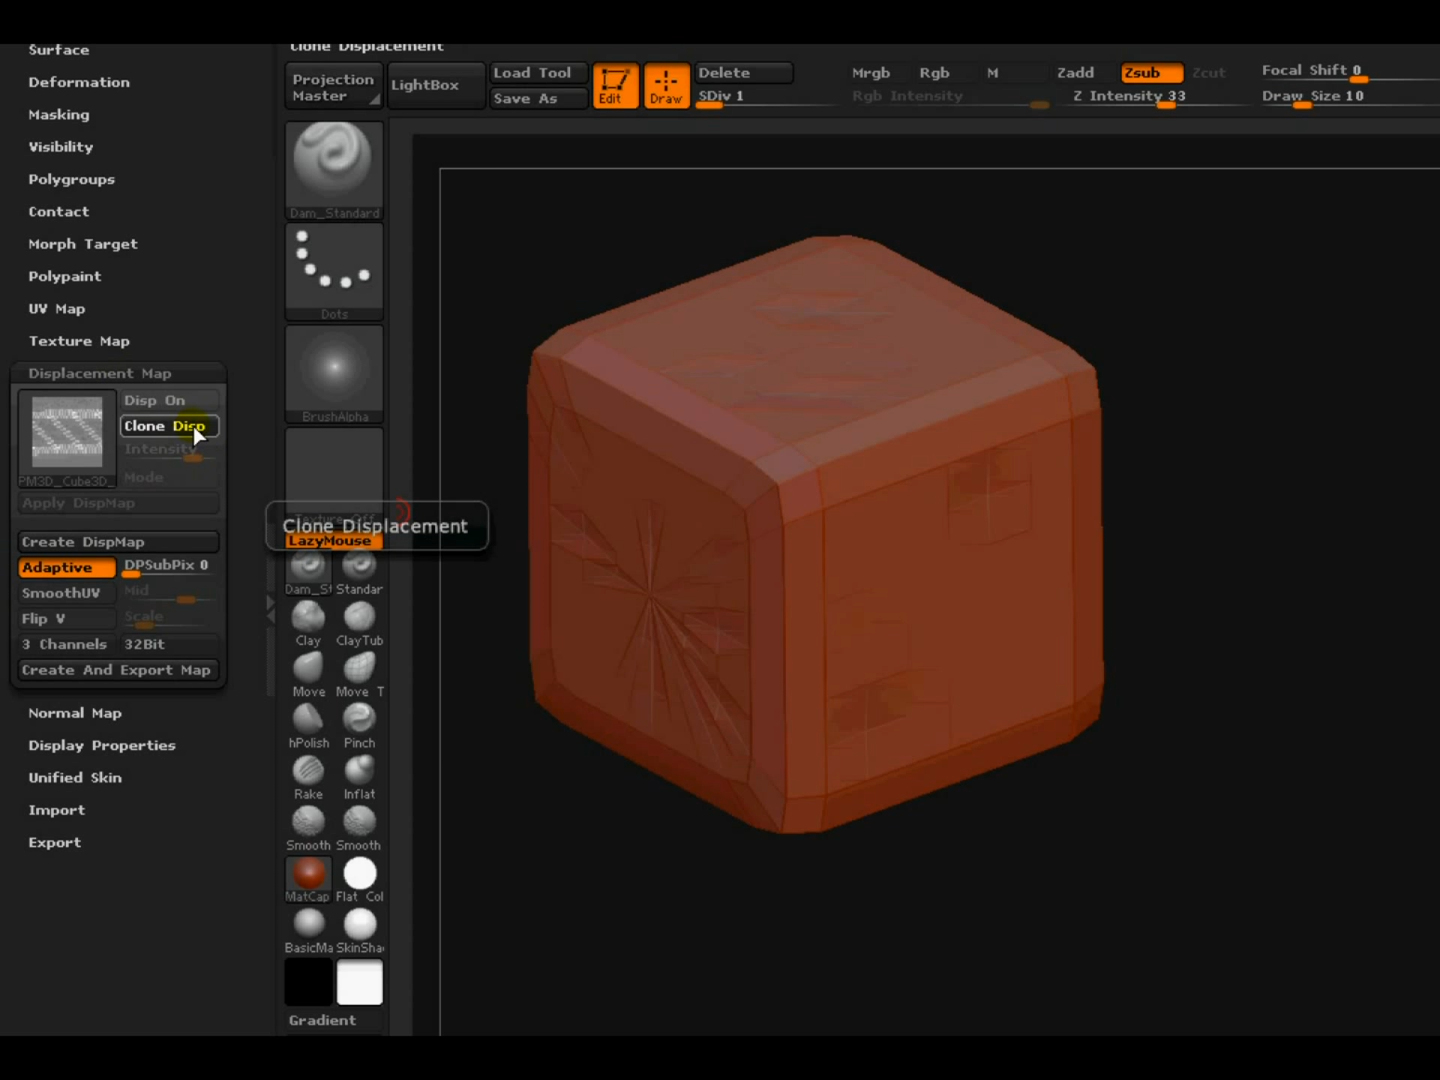 Surface
Deformation
Masking
Visibility
Polygroups
Contact
Morph Target
Polypaint
UV Map
Texture Map
Displacement Map
Disp On
Clone Disp
Intensity
PM3D_Cube3D_
Mode
Apply DispMap
Create DispMap
Adaptive
DPSubPix 0
SmoothUV
Mid
Flip V
Scale
3 Channels
32Bit
Create And Export Map
Normal Map
Display Properties
Unified Skin
Import
Export
Clone Displacement
Projection
Master
LightBox
Load Tool
Save As
Edit
Draw
Delete
SDiv 1
Mrgb
Rgb
M
Rgb Intensity
Zadd
Zsub
Zcut
Z Intensity 33
Focal Shift 0
Draw Size 10
Dam_Standard
Dots
BrushAlpha
Texture Off
Clone Displacement
LazyMouse
Dam_St
Standar
Clay
ClayTub
Move
Move T
hPolish
Pinch
Rake
Inflat
Smooth
Smooth
MatCap
Flat Col
BasicMa
SkinSha
Gradient